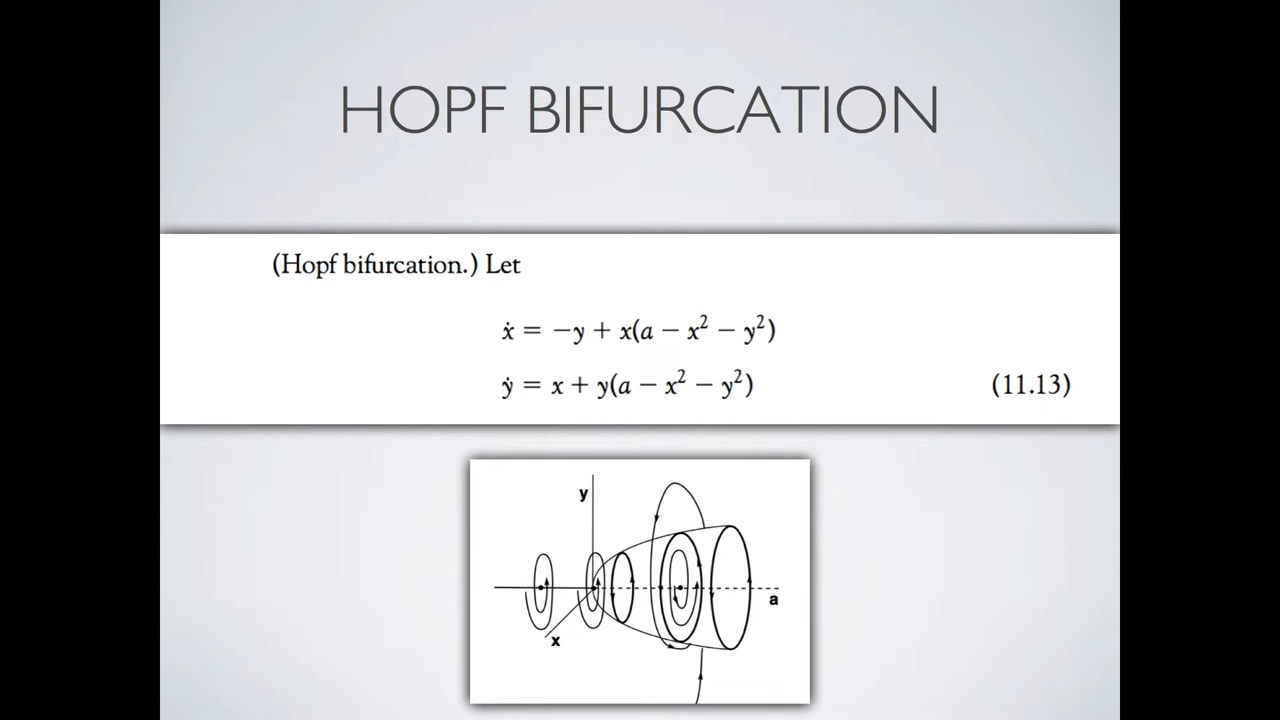 HOPF BIFURCATION
(Hopf bifurcation.) Let
ẋ = −y + x(a − x² − y²)
ẏ = x + y(a − x² − y²) (11.13)
y
a
x